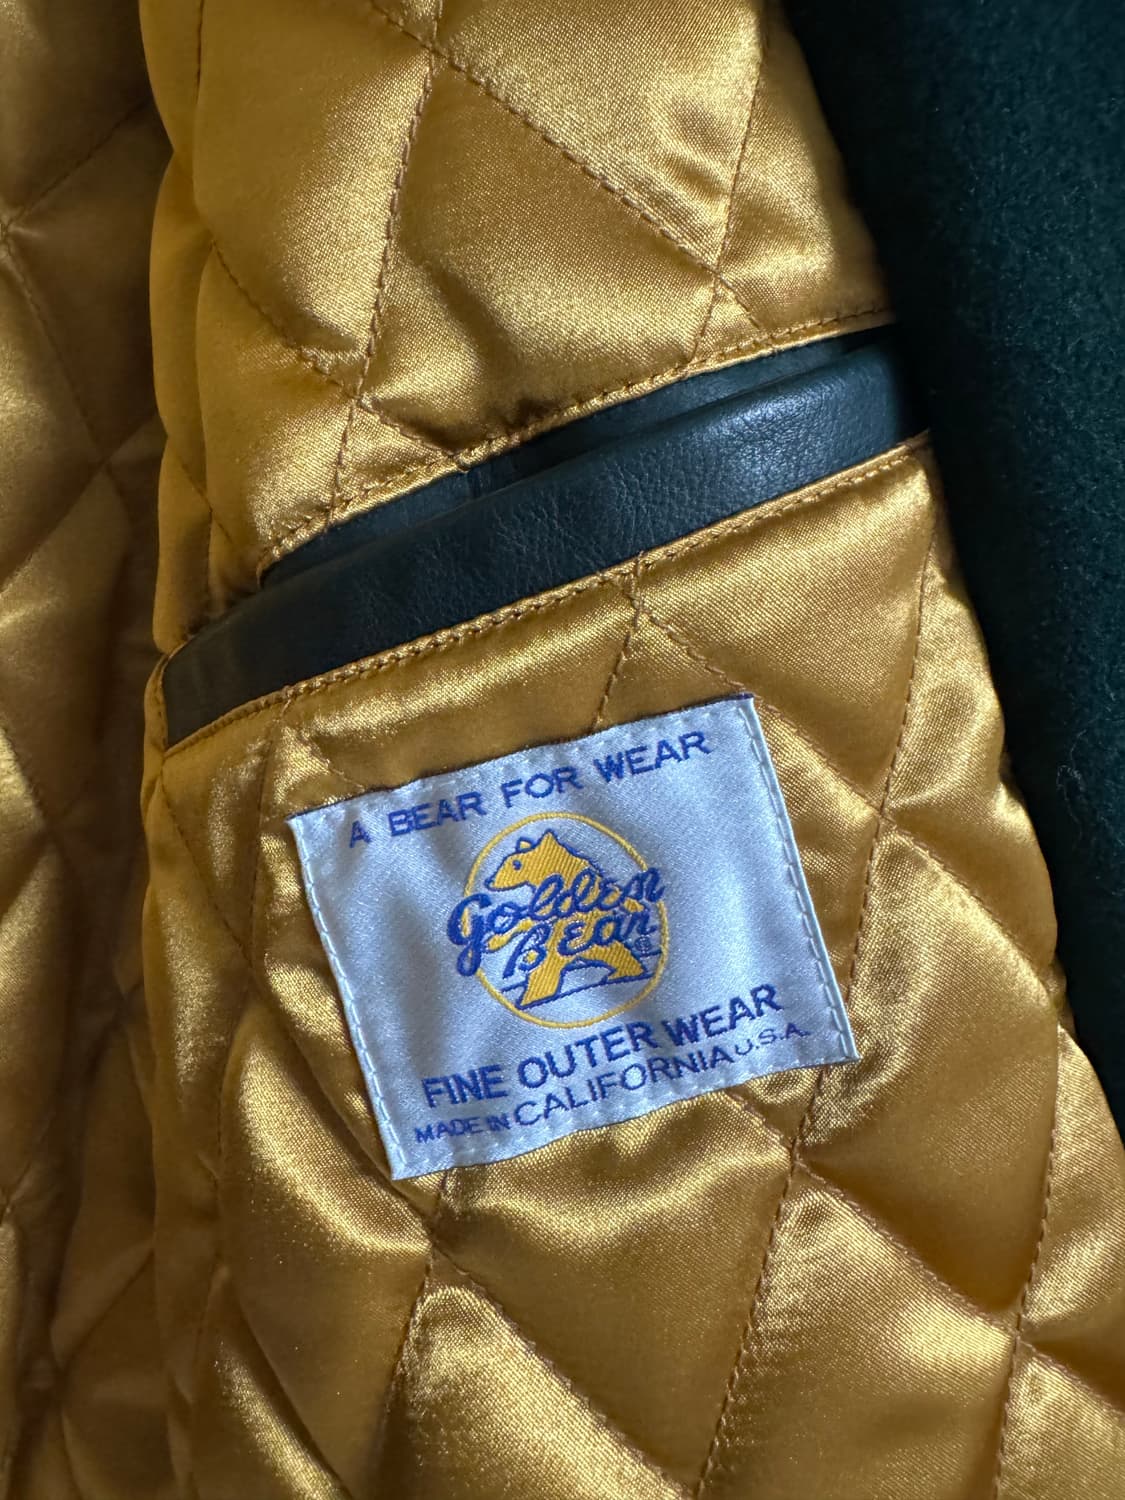 A BEAR FOR WEAR
Golden
BEar
FINE OUTER WEAR
MADE IN CALIFORNIA U.S.A.